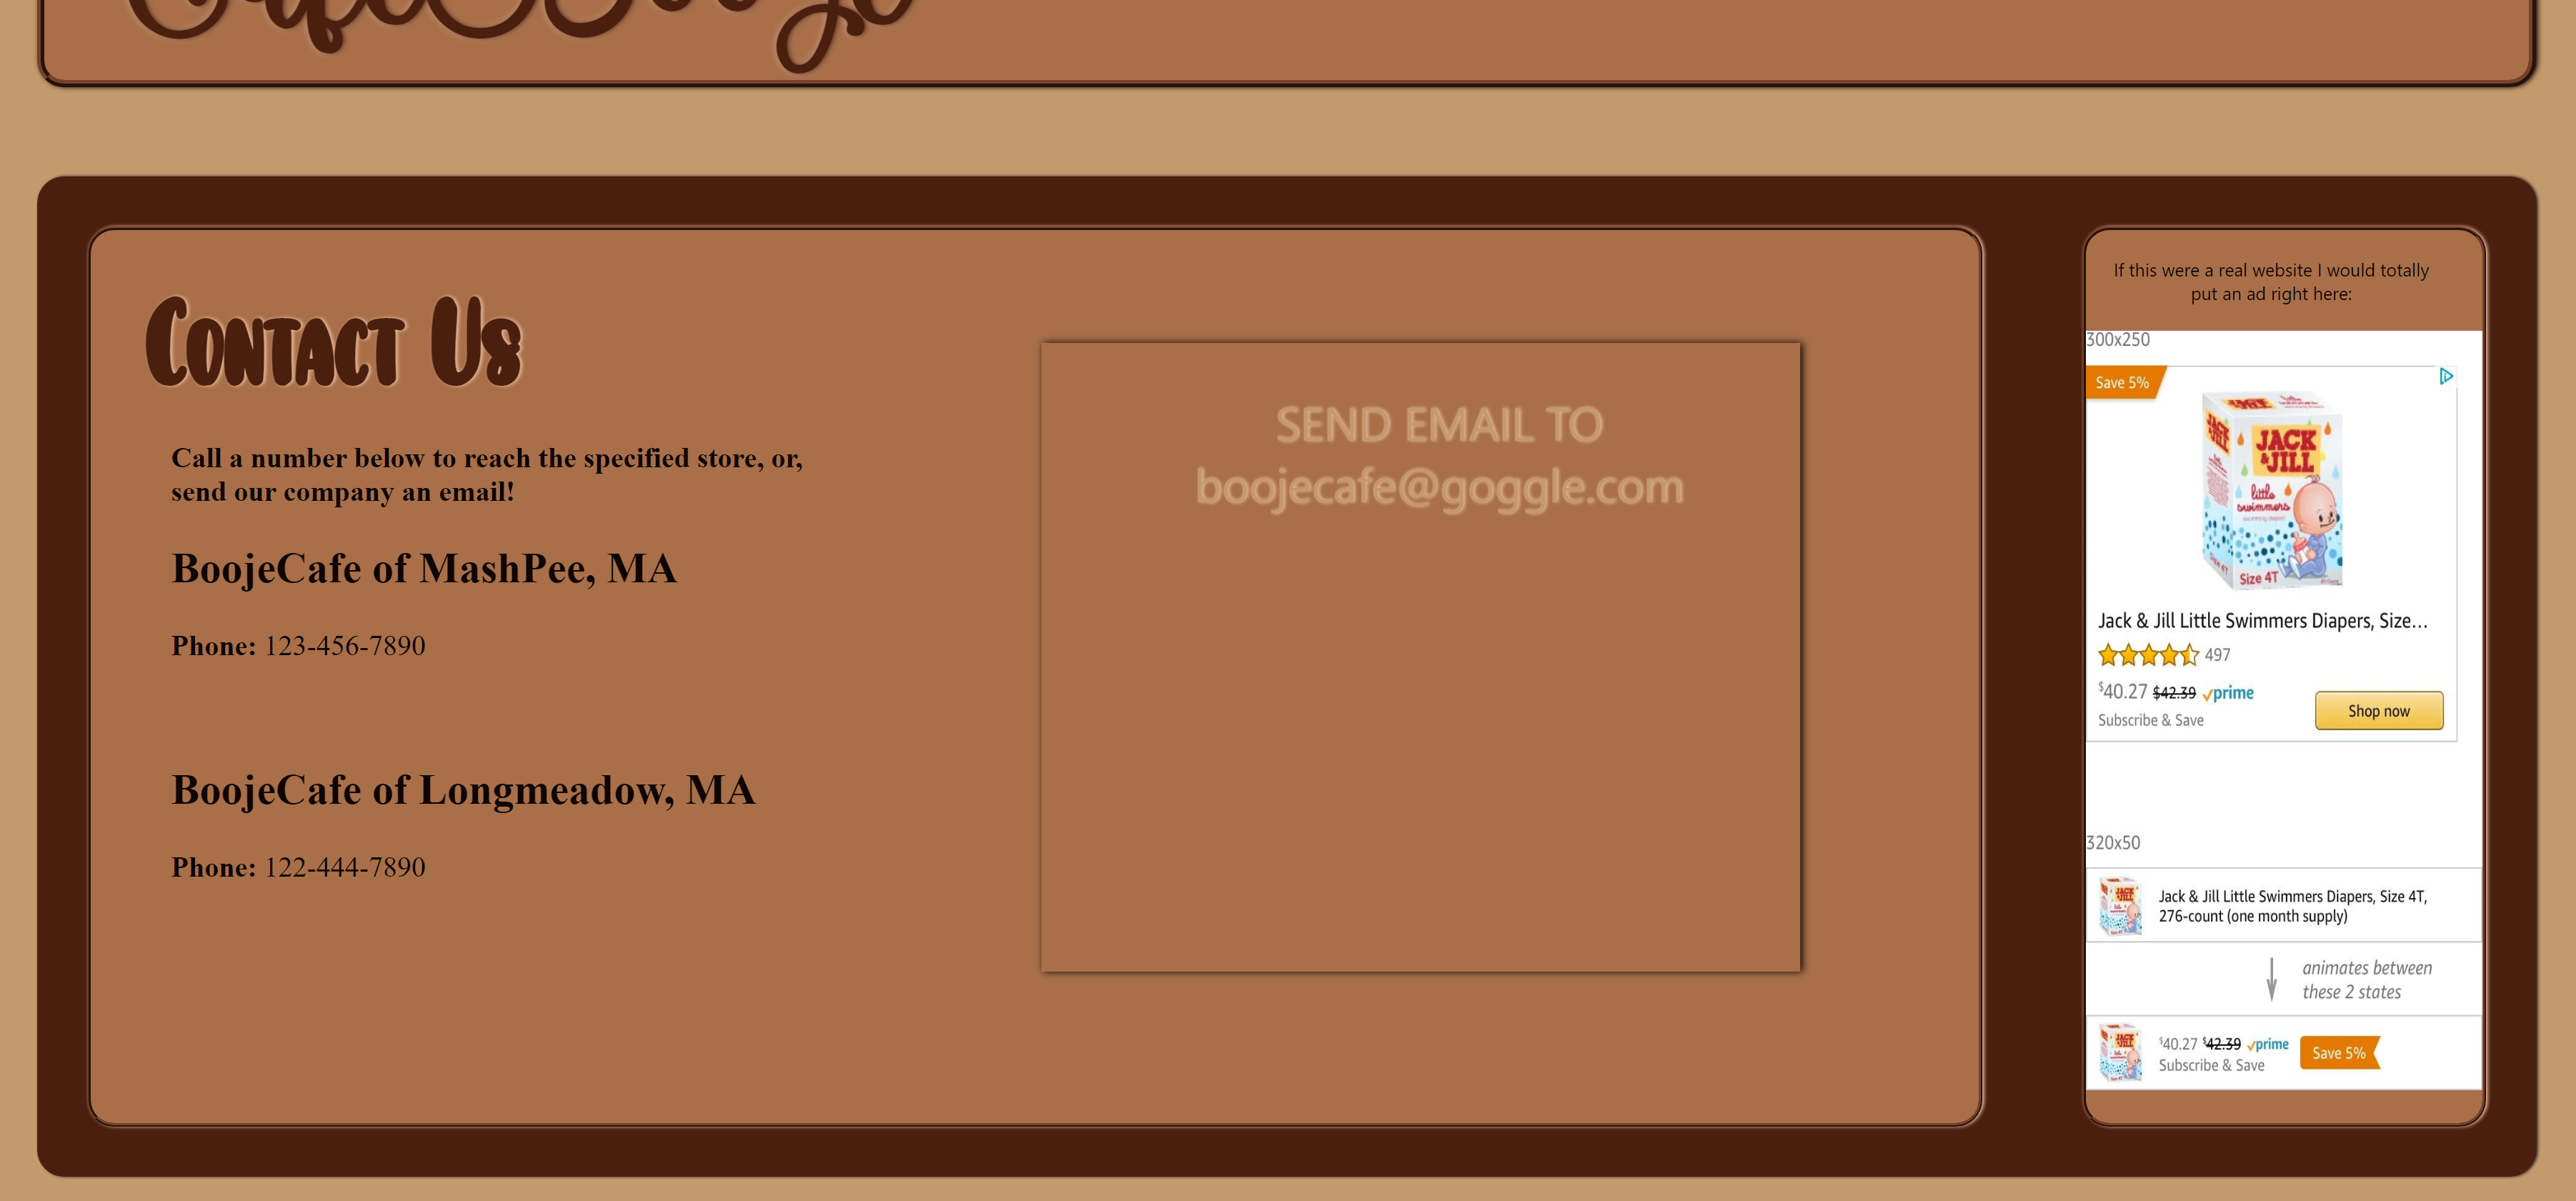 Contact Us
Call a number below to reach the specified store, or,
send our company an email!
BoojeCafe of MashPee, MA
Phone: 123-456-7890
BoojeCafe of Longmeadow, MA
Phone: 122-444-7890
SEND EMAIL TO
boojecafe@goggle.com
If this were a real website I would totally
put an ad right here:
300x250
Save 5%
JACK
&JILL
little
swimmers
Size 4T
Jack & Jill Little Swimmers Diapers, Size...
497
$40.27 $42.39 prime
Subscribe & Save
Shop now
320x50
Jack & Jill Little Swimmers Diapers, Size 4T,
276-count (one month supply)
animates between
these 2 states
$40.27 $42.39 prime
Subscribe & Save
Save 5%